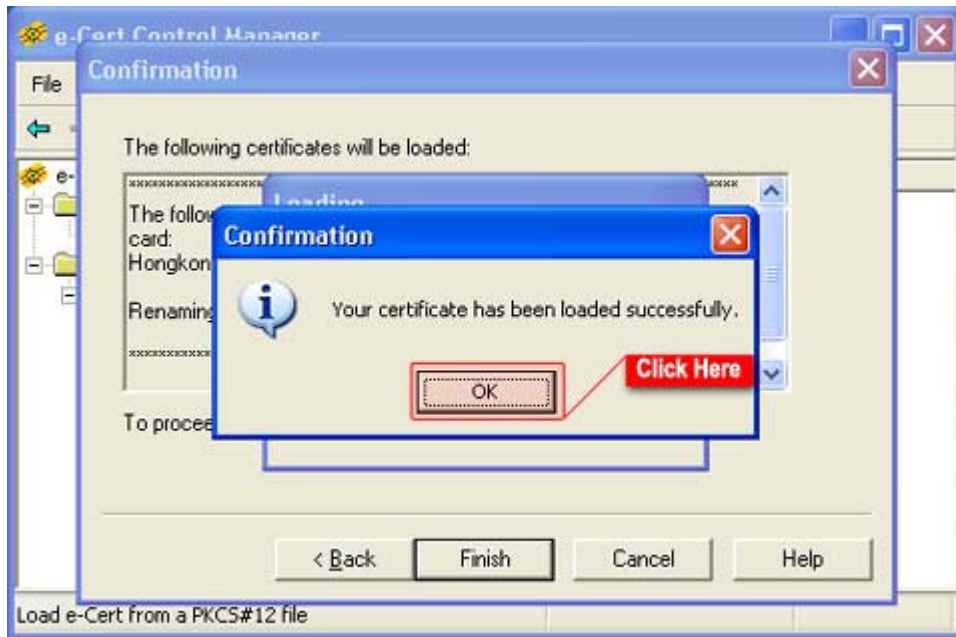 e-Cert Control Manager
Confirmation
File
The following certificates will be loaded:
e-
The follow
card:
Hongkon
Renaming
To procee
Loading
Confirmation
Your certificate has been loaded successfully.
OK
Click Here
< Back
Finish
Cancel
Help
Load e-Cert from a PKCS#12 file